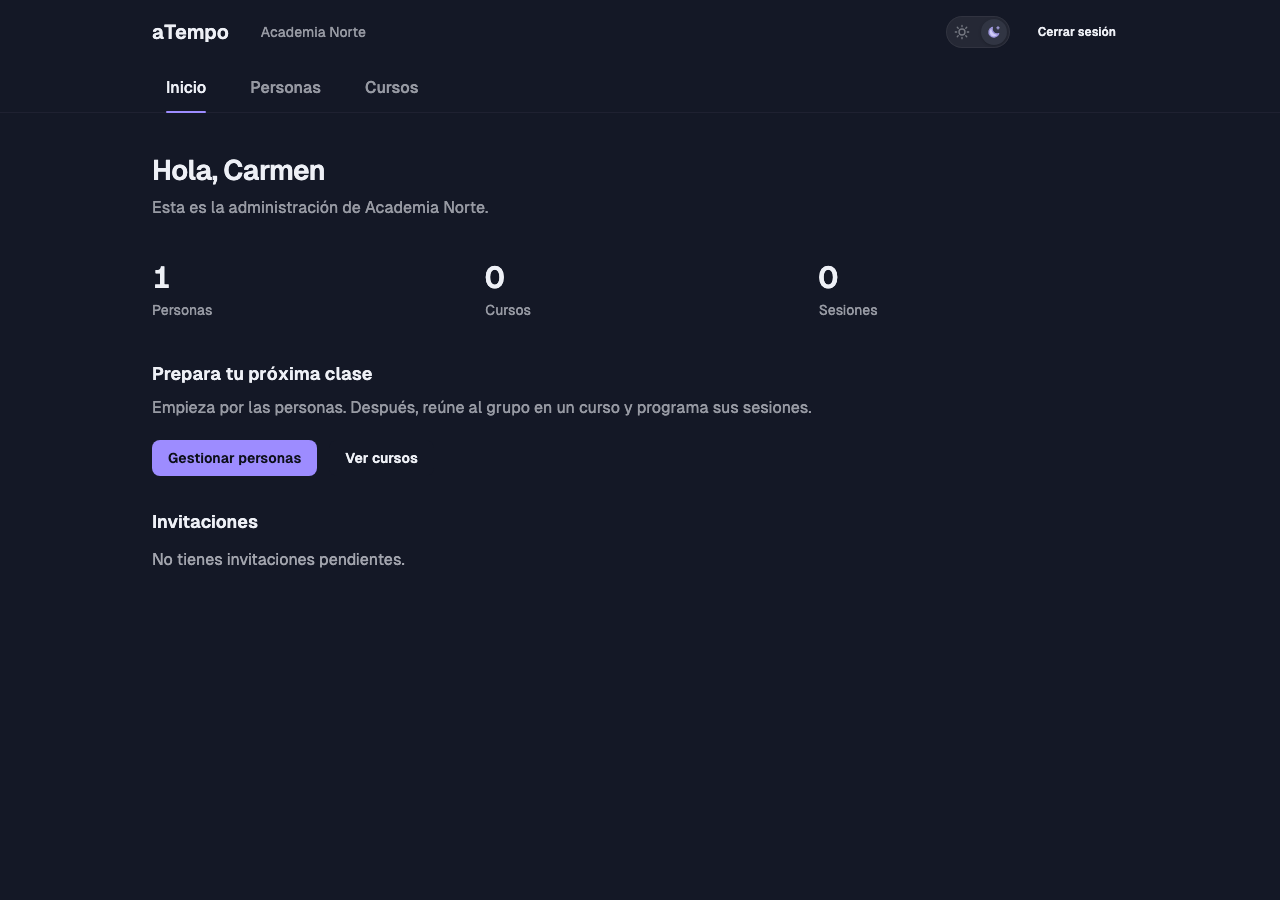 aTempo
Academia Norte
Cerrar sesión
Inicio
Personas
Cursos
Hola, Carmen
Esta es la administración de Academia Norte.
1
Personas
0
Cursos
0
Sesiones
Prepara tu próxima clase
Empieza por las personas. Después, reúne al grupo en un curso y programa sus sesiones.
Gestionar personas
Ver cursos
Invitaciones
No tienes invitaciones pendientes.